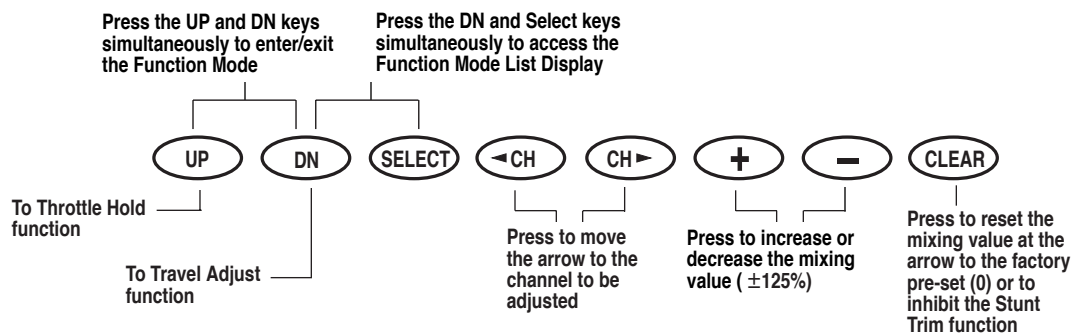 Press the UP and DN keys
simultaneously to enter/exit
the Function Mode
Press the DN and Select keys
simultaneously to access the
Function Mode List Display
UP
DN
SELECT
◄CH
CH►
+
−
CLEAR
To Throttle Hold
function
To Travel Adjust
function
Press to move
the arrow to the
channel to be
adjusted
Press to increase or
decrease the mixing
value ( ±125%)
Press to reset the
mixing value at the
arrow to the factory
pre-set (0) or to
inhibit the Stunt
Trim function